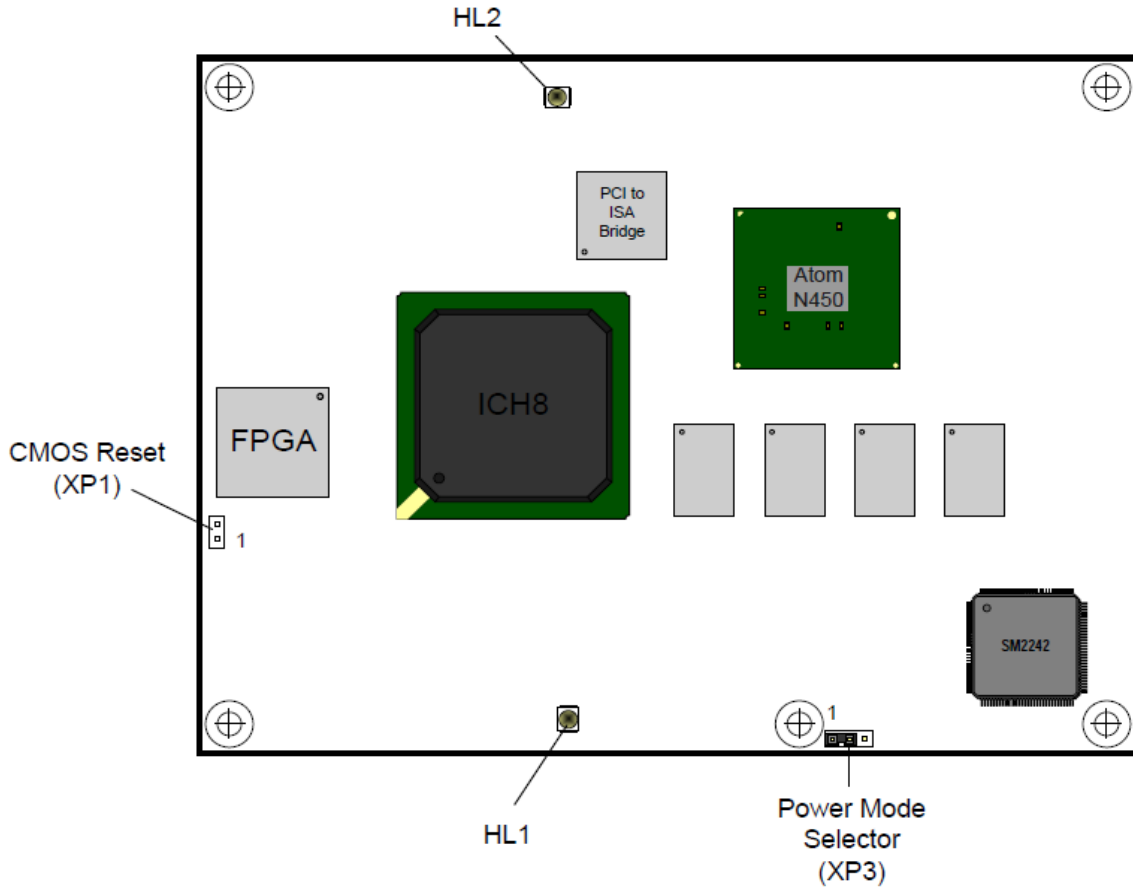 HL2
PCI to
ISA
Bridge
Atom
N450
ICH8
FPGA
CMOS Reset
(XP1)
1
SM2242
1
HL1
Power Mode
Selector
(XP3)